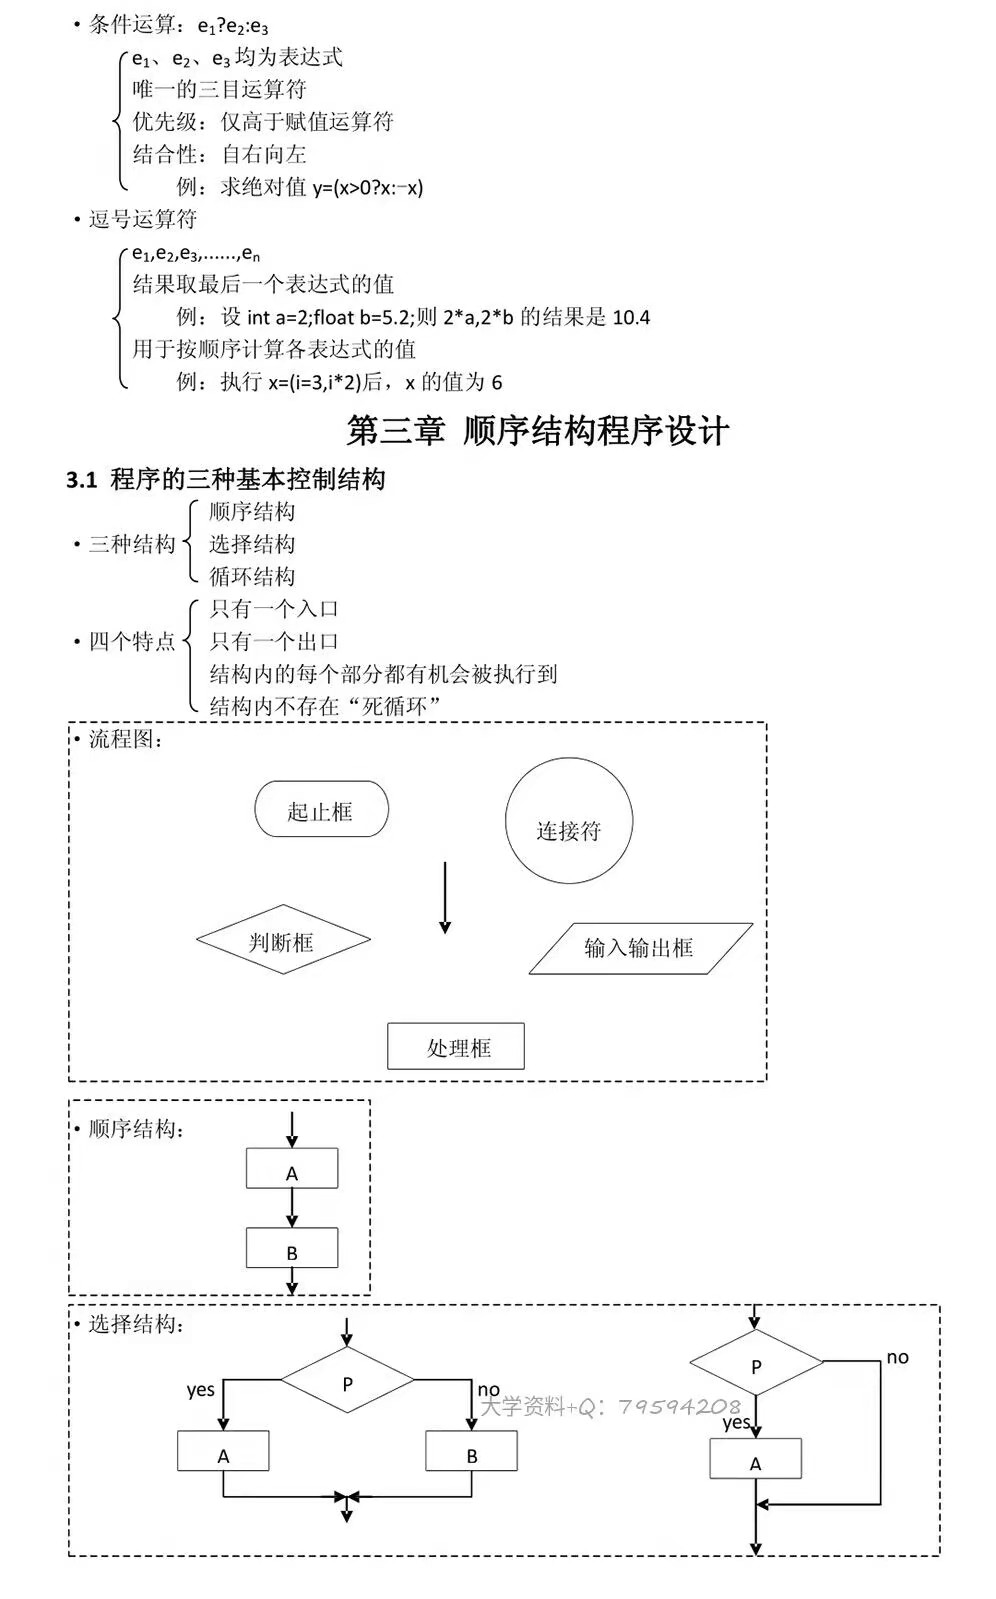 ·条件运算：e₁?e₂:e₃
e₁、e₂、e₃均为表达式
唯一的三目运算符
优先级：仅高于赋值运算符
结合性：自右向左
例：求绝对值 y=(x>0?x:−x)
·逗号运算符
e₁,e₂,e₃,……,eₙ
结果取最后一个表达式的值
例：设 int a=2;float b=5.2;则 2*a,2*b 的结果是 10.4
用于按顺序计算各表达式的值
例：执行 x=(i=3,i*2)后，x 的值为 6
第三章 顺序结构程序设计
3.1 程序的三种基本控制结构
·三种结构
顺序结构
选择结构
循环结构
·四个特点
只有一个入口
只有一个出口
结构内的每个部分都有机会被执行到
结构内不存在“死循环”
·流程图：
起止框
连接符
判断框
输入输出框
处理框
·顺序结构：
A
B
·选择结构：
P
yes
no
A
B
P
no
yes
A
大学资料+Q：79594208